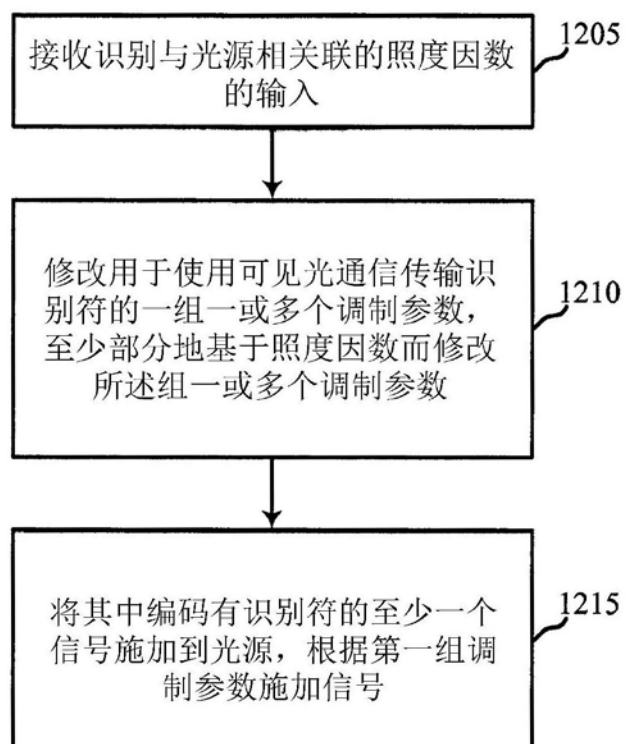 接收识别与光源相关联的照度因数
的输入
1205
修改用于使用可见光通信传输识
别符的一组一或多个调制参数，
至少部分地基于照度因数而修改
所述组一或多个调制参数
1210
将其中编码有识别符的至少一个
信号施加到光源，根据第一组调
制参数施加信号
1215